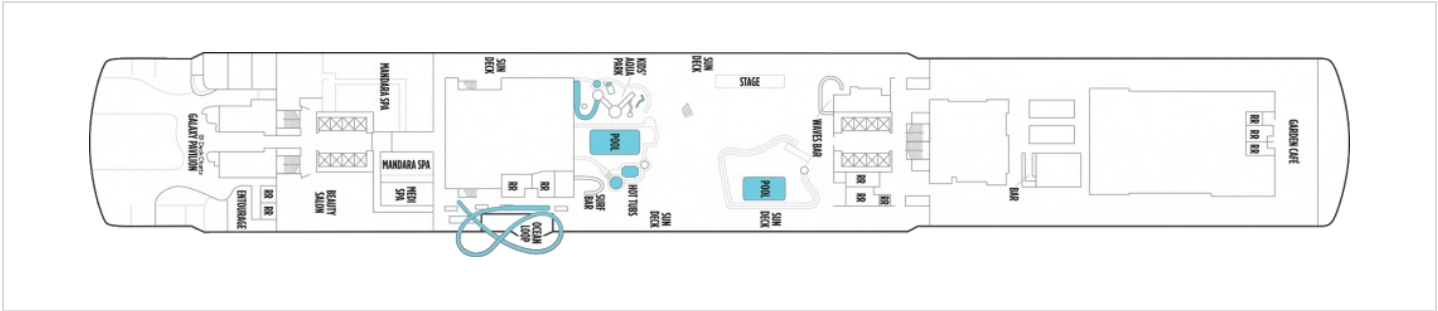 GALAXY PAVILION
© Deck-Charts
ENTOURAGE
RR
RR
BEAUTY
SALON
MANDARA SPA
MANDARA SPA
MEDI
SPA
SUN
DECK
RR
RR
OCEAN
LOOP
SURF
BAR
KIDS'
AQUA
PARK
POOL
HOT TUBS
SUN
DECK
SUN
DECK
STAGE
POOL
SUN
DECK
WAVES BAR
RR
RR
BAR
RR
RR
RR
GARDEN CAFÉ